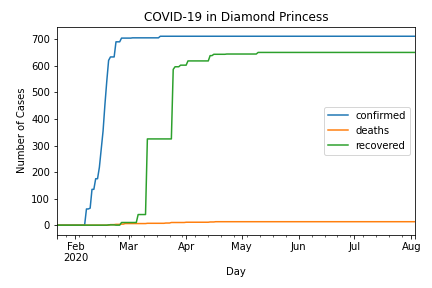 COVID-19 in Diamond Princess
Number of Cases
700
600
500
400
300
200
100
0
confirmed
deaths
recovered
Feb
2020
Mar
Apr
May
Jun
Jul
Aug
Day